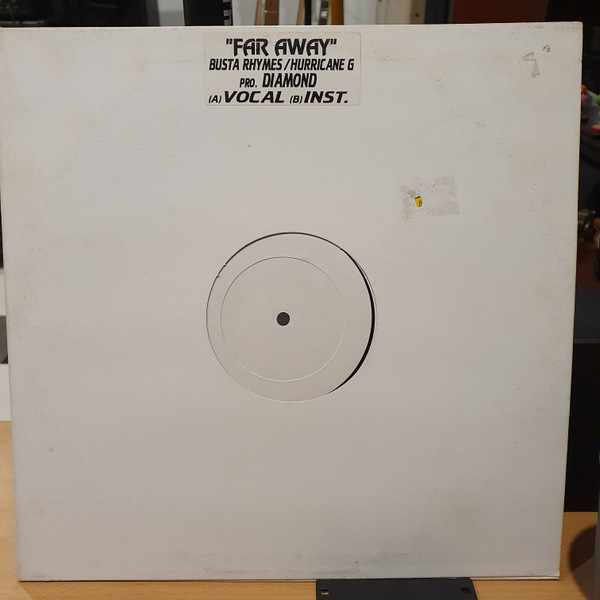 "FAR AWAY"
BUSTA RHYMES/HURRICANE G
PRO. DIAMOND
(A) VOCAL (B) INST.